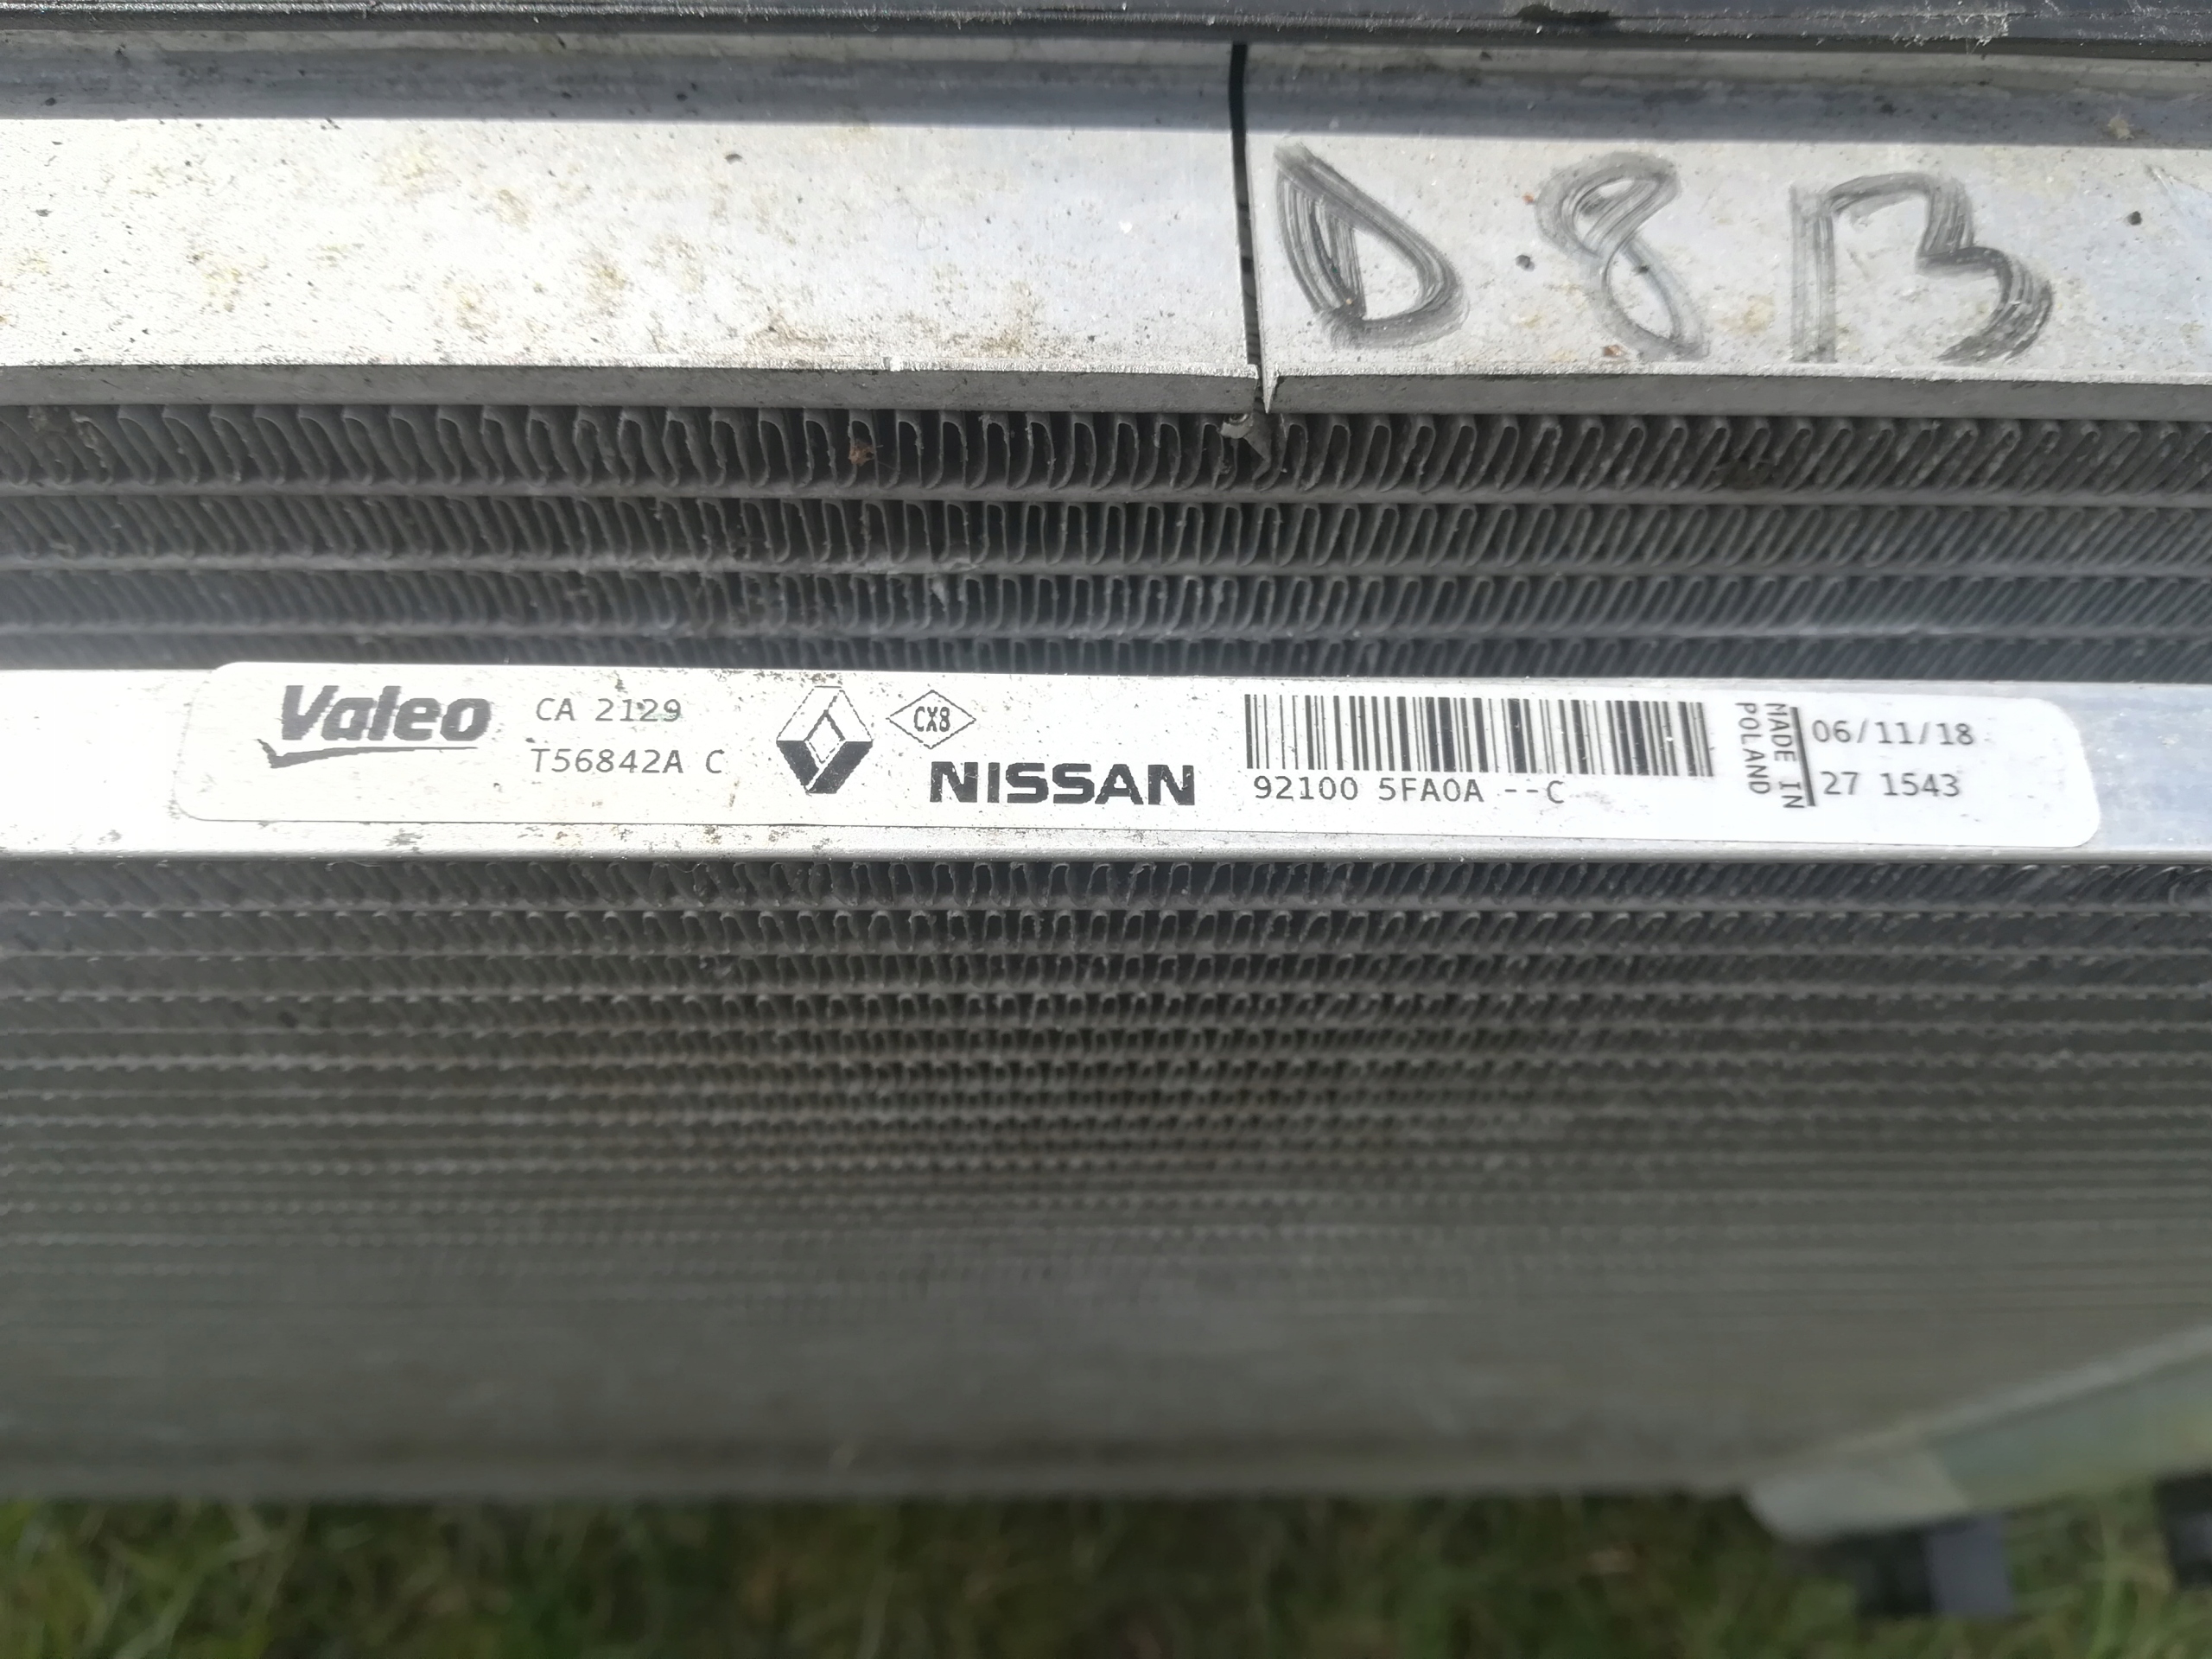 D8B
Valeo
CA 2129
T56842A C
CX8
NISSAN
92100 5FA0A --C
MADE IN
POLAND
06/11/18
27 1543